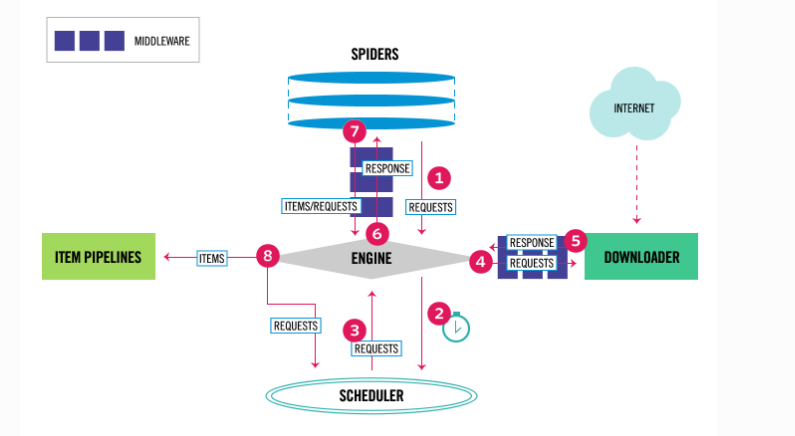 MIDDLEWARE
SPIDERS
INTERNET
7
RESPONSE
1
ITEMS/REQUESTS
REQUESTS
6
RESPONSE
5
ITEM PIPELINES
ITEMS
8
ENGINE
4
REQUESTS
DOWNLOADER
2
REQUESTS
3
REQUESTS
SCHEDULER